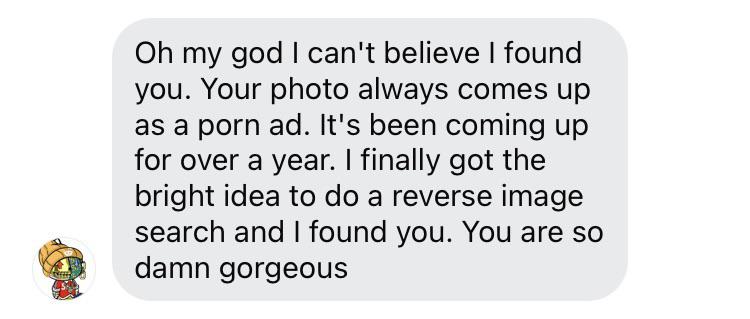 Oh my god I can't believe I found
you. Your photo always comes up
as a porn ad. It's been coming up
for over a year. I finally got the
bright idea to do a reverse image
search and I found you. You are so
damn gorgeous